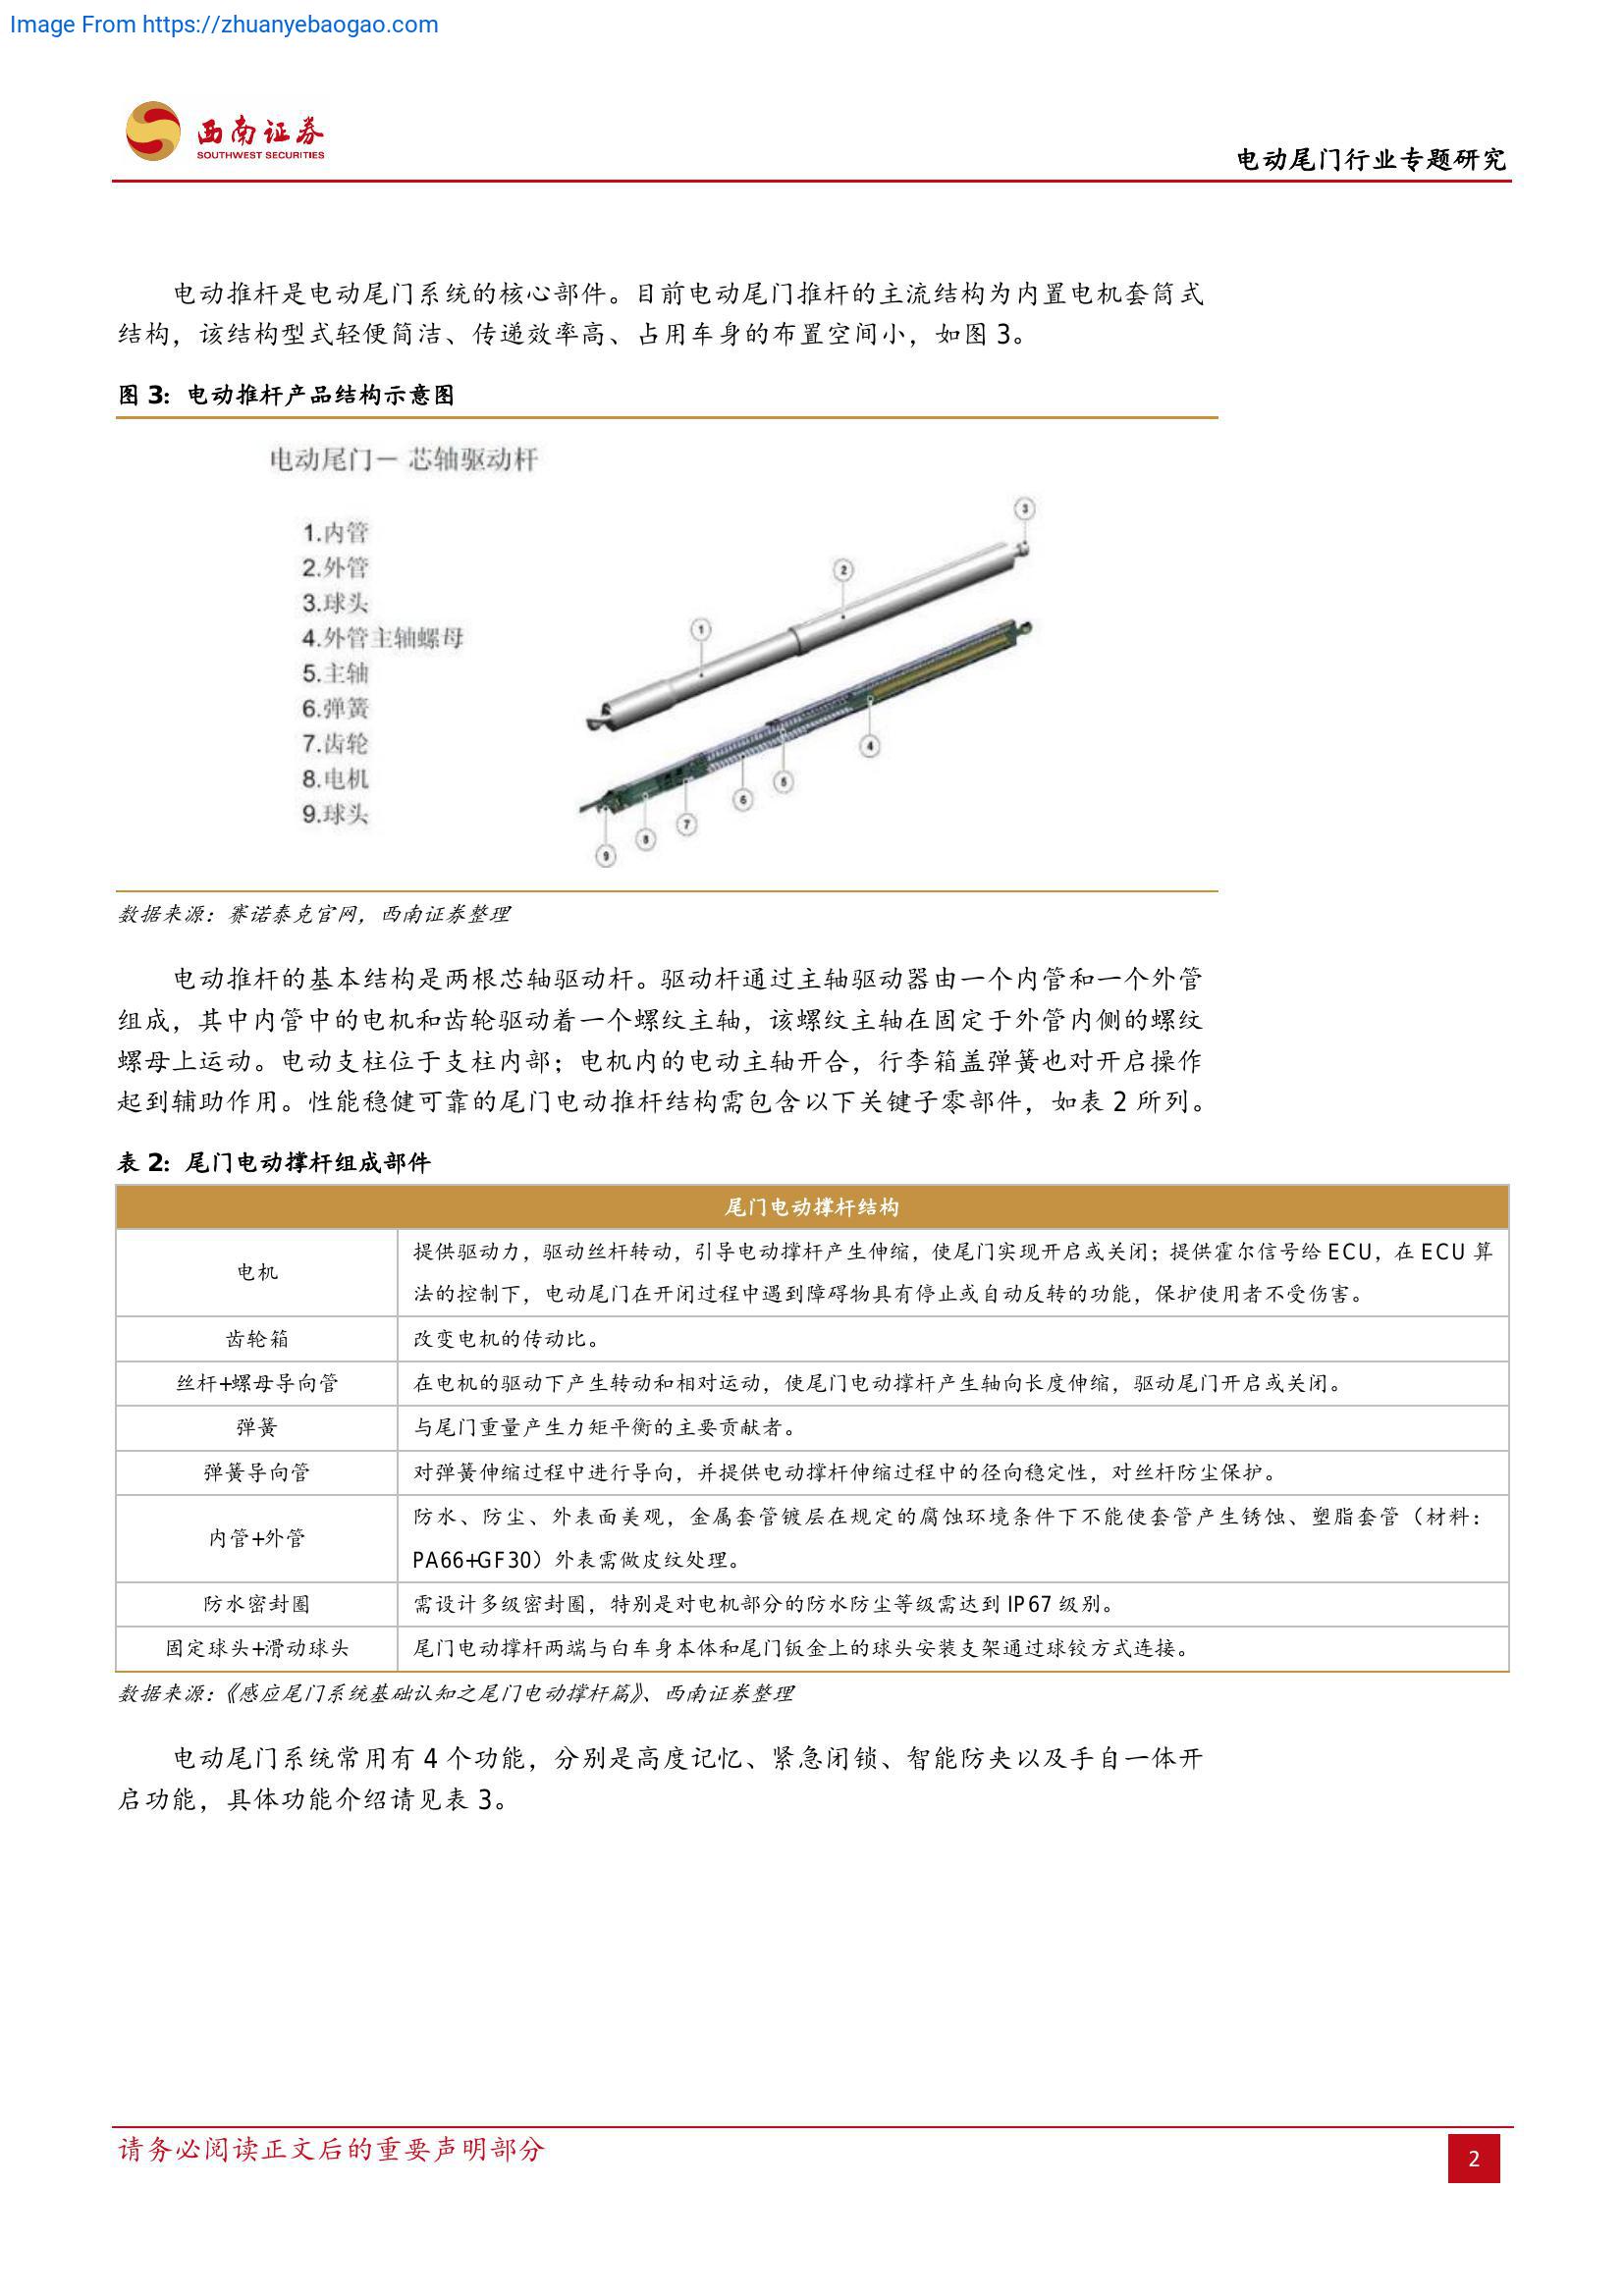 Image From https://zhuanyebaogao.com
西南证券
SOUTHWEST SECURITIES
电动尾门行业专题研究
电动推杆是电动尾门系统的核心部件。目前电动尾门推杆的主流结构为内置电机套筒式
结构，该结构型式轻便简洁、传递效率高、占用车身的布置空间小，如图 3。
图 3：电动推杆产品结构示意图
电动尾门－ 芯轴驱动杆
1.内管
2.外管
3.球头
4.外管主轴螺母
5.主轴
6.弹簧
7.齿轮
8.电机
9.球头
3
2
1
4
5
6
7
8
9
数据来源：赛诺泰克官网，西南证券整理
电动推杆的基本结构是两根芯轴驱动杆。驱动杆通过主轴驱动器由一个内管和一个外管
组成，其中内管中的电机和齿轮驱动着一个螺纹主轴，该螺纹主轴在固定于外管内侧的螺纹
螺母上运动。电动支柱位于支柱内部；电机内的电动主轴开合，行李箱盖弹簧也对开启操作
起到辅助作用。性能稳健可靠的尾门电动推杆结构需包含以下关键子零部件，如表 2 所列。
表 2：尾门电动撑杆组成部件
尾门电动撑杆结构
电机
提供驱动力，驱动丝杆转动，引导电动撑杆产生伸缩，使尾门实现开启或关闭；提供霍尔信号给 ECU，在 ECU 算
法的控制下，电动尾门在开闭过程中遇到障碍物具有停止或自动反转的功能，保护使用者不受伤害。
齿轮箱
改变电机的传动比。
丝杆+螺母导向管
在电机的驱动下产生转动和相对运动，使尾门电动撑杆产生轴向长度伸缩，驱动尾门开启或关闭。
弹簧
与尾门重量产生力矩平衡的主要贡献者。
弹簧导向管
对弹簧伸缩过程中进行导向，并提供电动撑杆伸缩过程中的径向稳定性，对丝杆防尘保护。
内管+外管
防水、防尘、外表面美观，金属套管镀层在规定的腐蚀环境条件下不能使套管产生锈蚀、塑脂套管（材料：
PA66+GF30）外表需做皮纹处理。
防水密封圈
需设计多级密封圈，特别是对电机部分的防水防尘等级需达到 IP67 级别。
固定球头+滑动球头
尾门电动撑杆两端与白车身本体和尾门钣金上的球头安装支架通过球铰方式连接。
数据来源：《感应尾门系统基础认知之尾门电动撑杆篇》、西南证券整理
电动尾门系统常用有 4 个功能，分别是高度记忆、紧急闭锁、智能防夹以及手自一体开
启功能，具体功能介绍请见表 3。
请务必阅读正文后的重要声明部分
2